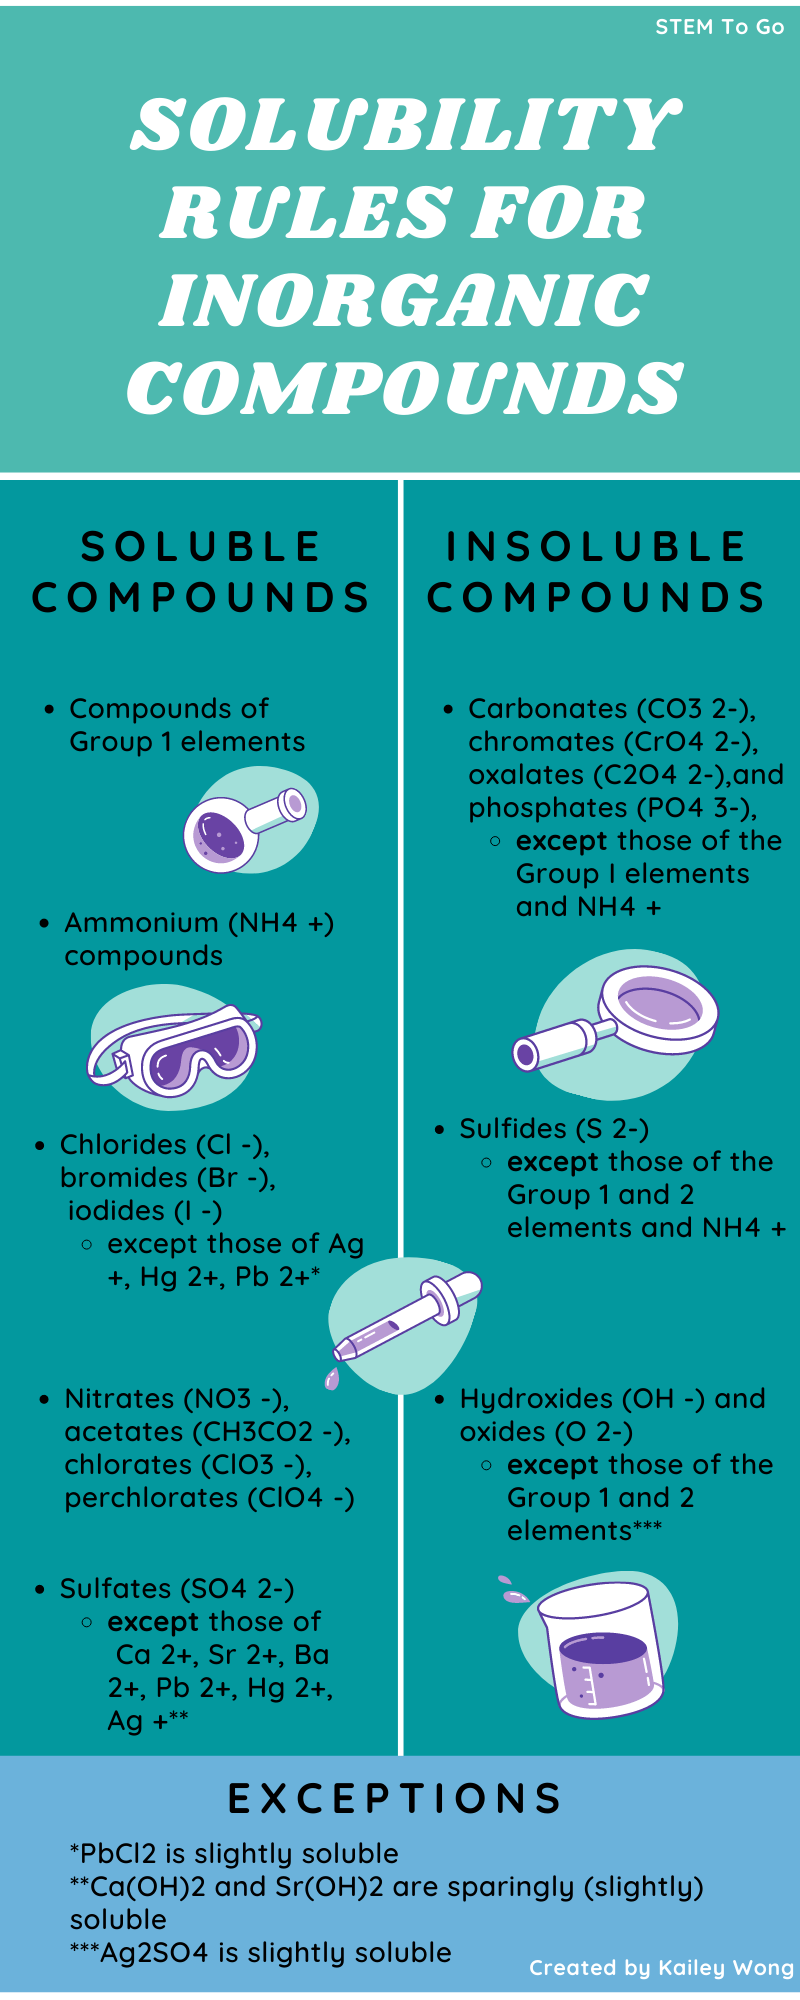 STEM To Go
SOLUBILITY
RULES FOR
INORGANIC
COMPOUNDS
SOLUBLE
COMPOUNDS
• Compounds of
Group 1 elements
• Ammonium (NH4 +)
compounds
• Chlorides (Cl -),
bromides (Br -),
iodides (I -)
◦ except those of Ag
+, Hg 2+, Pb 2+*
• Nitrates (NO3 -),
acetates (CH3CO2 -),
chlorates (ClO3 -),
perchlorates (ClO4 -)
• Sulfates (SO4 2-)
◦ except those of
Ca 2+, Sr 2+, Ba
2+, Pb 2+, Hg 2+,
Ag +**
INSOLUBLE
COMPOUNDS
• Carbonates (CO3 2-),
chromates (CrO4 2-),
oxalates (C2O4 2-),and
phosphates (PO4 3-),
◦ except those of the
Group I elements
and NH4 +
• Sulfides (S 2-)
◦ except those of the
Group 1 and 2
elements and NH4 +
• Hydroxides (OH -) and
oxides (O 2-)
◦ except those of the
Group 1 and 2
elements***
EXCEPTIONS
*PbCl2 is slightly soluble
**Ca(OH)2 and Sr(OH)2 are sparingly (slightly)
soluble
***Ag2SO4 is slightly soluble
Created by Kailey Wong